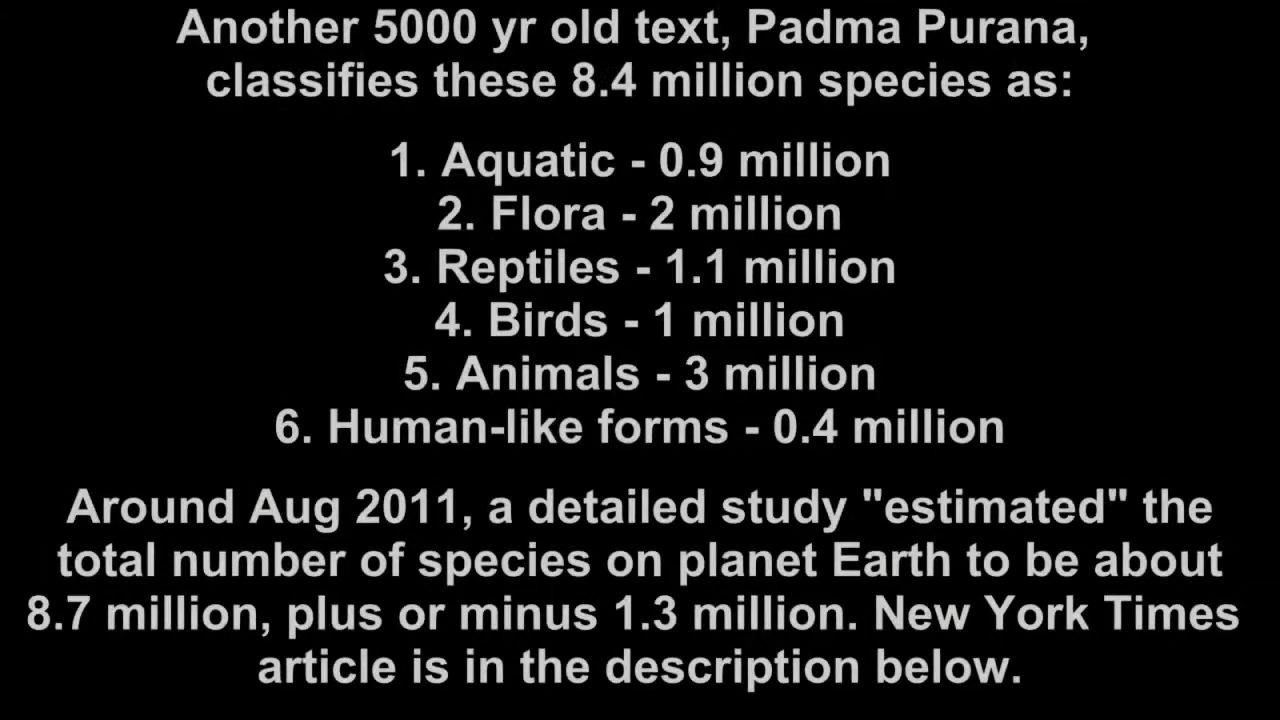 Another 5000 yr old text, Padma Purana,
classifies these 8.4 million species as:
1. Aquatic - 0.9 million
2. Flora - 2 million
3. Reptiles - 1.1 million
4. Birds - 1 million
5. Animals - 3 million
6. Human-like forms - 0.4 million
Around Aug 2011, a detailed study "estimated" the
total number of species on planet Earth to be about
8.7 million, plus or minus 1.3 million. New York Times
article is in the description below.